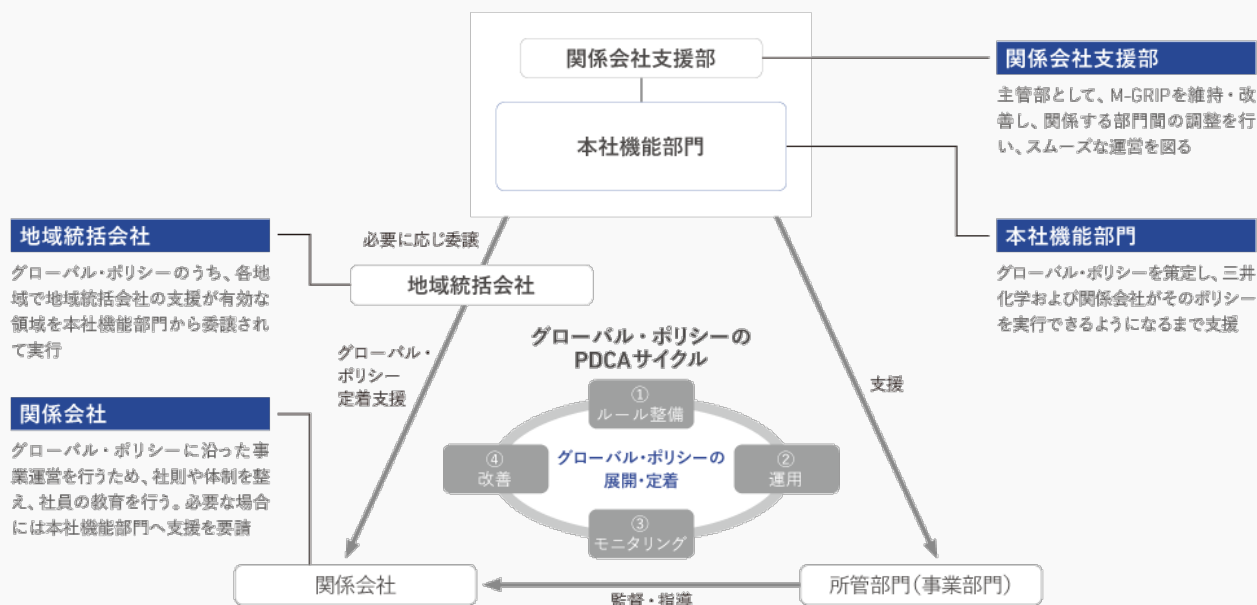 関係会社支援部
本社機能部門
関係会社支援部
主管部として、M-GRIPを維持・改
善し、関係する部門間の調整を行
い、スムーズな運営を図る
本社機能部門
グローバル・ポリシーを策定し、三井
化学および関係会社がそのポリシー
を実行できるようになるまで支援
地域統括会社
グローバル・ポリシーのうち、各地
域で地域統括会社の支援が有効な
領域を本社機能部門から委譲され
て実行
必要に応じ委譲
地域統括会社
グローバル・
ポリシー
定着支援
関係会社
グローバル・ポリシーに沿った事
業運営を行うため、社則や体制を整
え、社員の教育を行う。必要な場合
には本社機能部門へ支援を要請
グローバル・ポリシーの
PDCAサイクル
①
ルール整備
②
運用
③
モニタリング
④
改善
グローバル・ポリシーの
展開・定着
支援
関係会社
監督・指導
所管部門(事業部門)